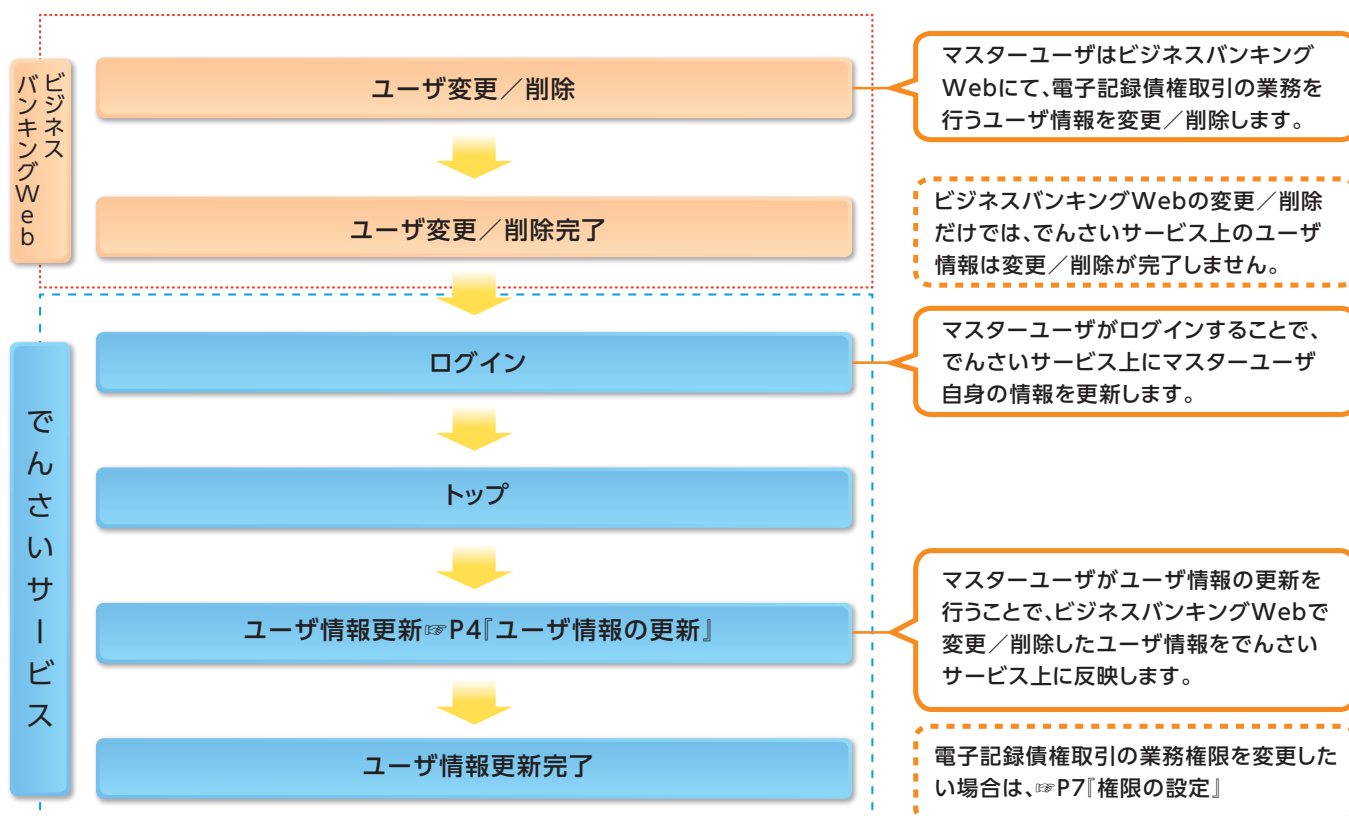 ビジネス
バンキングWeb
ユーザ変更／削除
マスターユーザはビジネスバンキング
Webにて、電子記録債権取引の業務を
行うユーザ情報を変更／削除します。
ユーザ変更／削除完了
ビジネスバンキングWebの変更／削除
だけでは、でんさいサービス上のユーザ
情報は変更／削除が完了しません。
でんさいサービス
ログイン
マスターユーザがログインすることで、
でんさいサービス上にマスターユーザ
自身の情報を更新します。
トップ
ユーザ情報更新☞P4『ユーザ情報の更新』
マスターユーザがユーザ情報の更新を
行うことで、ビジネスバンキングWebで
変更／削除したユーザ情報をでんさい
サービス上に反映します。
ユーザ情報更新完了
電子記録債権取引の業務権限を変更した
い場合は、☞P7『権限の設定』